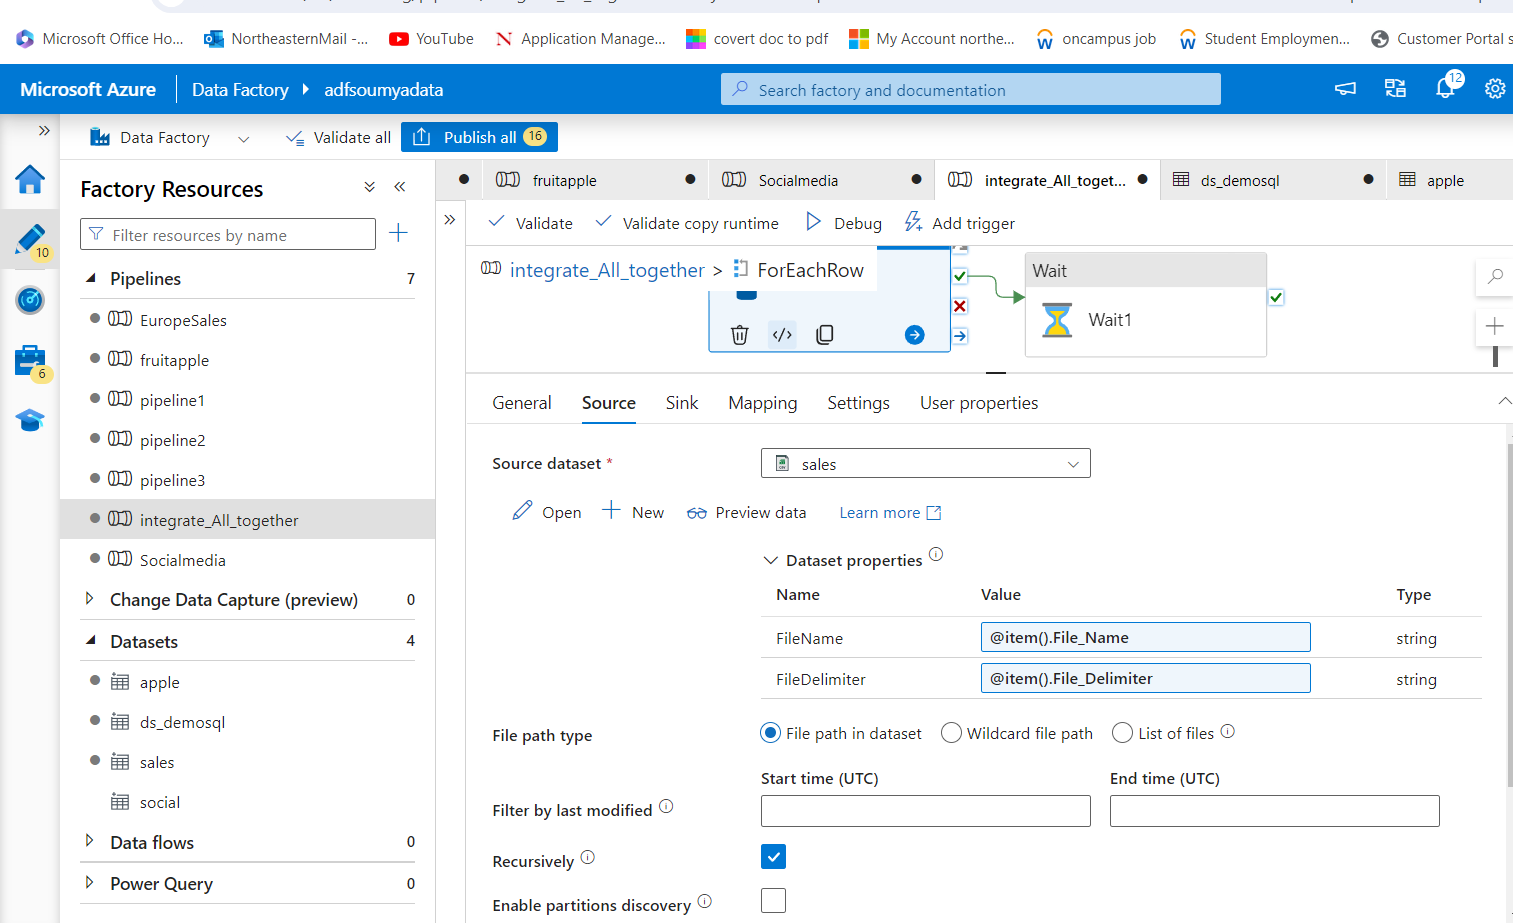 Microsoft Office Ho... NortheasternMail -... YouTube Application Manage... covert doc to pdf My Account northe... oncampus job Student Employmen... Customer Portal s
Microsoft Azure Data Factory adfsoumyadata Search factory and documentation 12
Data Factory Validate all Publish all 16
Factory Resources
Filter resources by name
10
6
Pipelines 7
EuropeSales
fruitapple
pipeline1
pipeline2
pipeline3
integrate_All_together
Socialmedia
Change Data Capture (preview) 0
Datasets 4
apple
ds_demosql
sales
social
Data flows 0
Power Query 0
fruitapple Socialmedia integrate_All_toget... ds_demosql apple
Validate Validate copy runtime Debug Add trigger
integrate_All_together > ForEachRow
Wait
Wait1
General Source Sink Mapping Settings User properties
Source dataset * sales
Open New Preview data Learn more
Dataset properties
Name Value Type
FileName @item().File_Name string
FileDelimiter @item().File_Delimiter string
File path type File path in dataset Wildcard file path List of files
Start time (UTC) End time (UTC)
Filter by last modified
Recursively
Enable partitions discovery